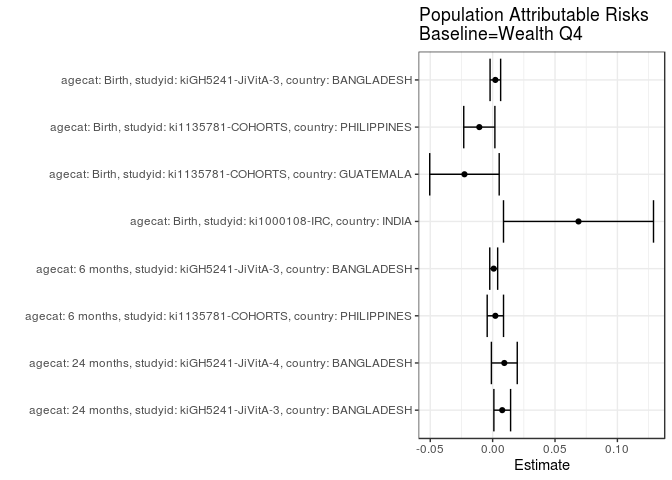 Population Attributable Risks
Baseline=Wealth Q4
agecat: Birth, studyid: kiGH5241-JiVitA-3, country: BANGLADESH
agecat: Birth, studyid: ki1135781-COHORTS, country: PHILIPPINES
agecat: Birth, studyid: ki1135781-COHORTS, country: GUATEMALA
agecat: Birth, studyid: ki1000108-IRC, country: INDIA
agecat: 6 months, studyid: kiGH5241-JiVitA-3, country: BANGLADESH
agecat: 6 months, studyid: ki1135781-COHORTS, country: PHILIPPINES
agecat: 24 months, studyid: kiGH5241-JiVitA-4, country: BANGLADESH
agecat: 24 months, studyid: kiGH5241-JiVitA-3, country: BANGLADESH
-0.05 0.00 0.05 0.10
Estimate